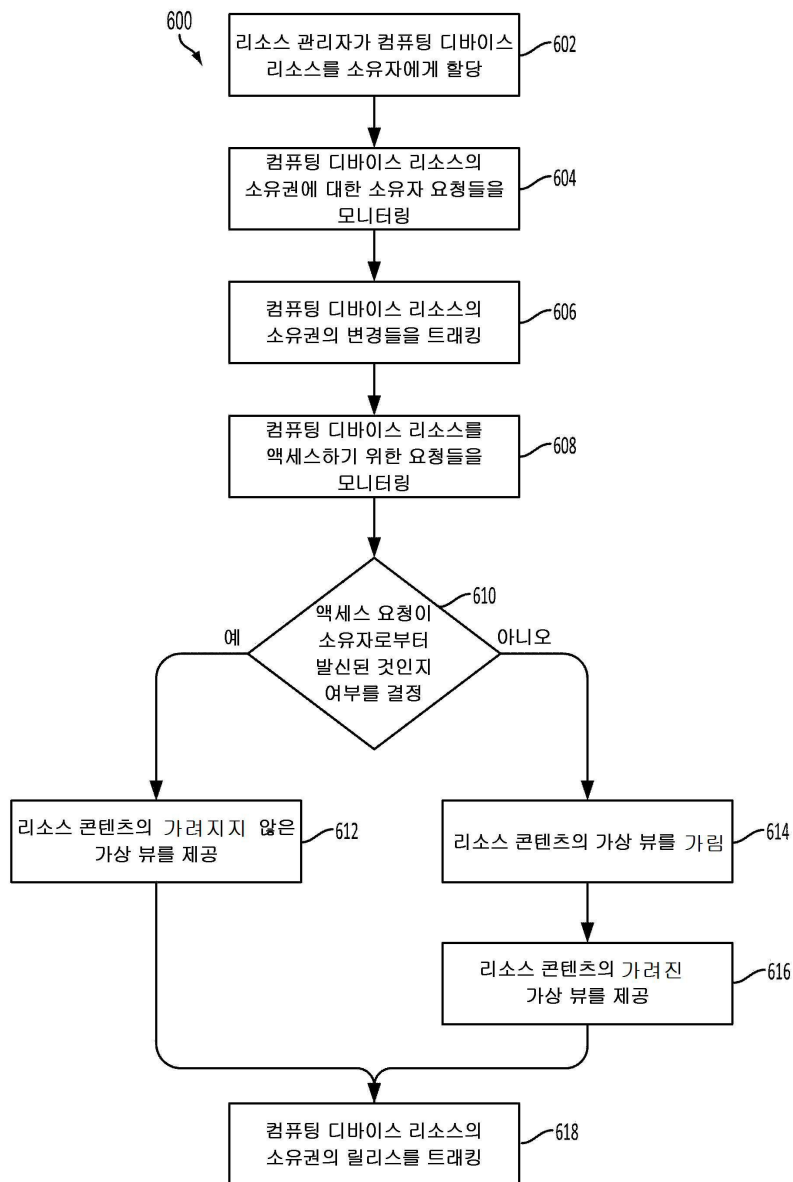 600
리소스 관리자가 컴퓨팅 디바이스
리소스를 소유자에게 할당
602
컴퓨팅 디바이스 리소스의
소유권에 대한 소유자 요청들을
모니터링
604
컴퓨팅 디바이스 리소스의
소유권의 변경들을 트래킹
606
컴퓨팅 디바이스 리소스를
액세스하기 위한 요청들을
모니터링
608
액세스 요청이
소유자로부터
발신된 것인지
여부를 결정
610
예
아니오
리소스 콘텐츠의 가려지지 않은
가상 뷰를 제공
612
리소스 콘텐츠의 가상 뷰를 가림
614
리소스 콘텐츠의 가려진
가상 뷰를 제공
616
컴퓨팅 디바이스 리소스의
소유권의 릴리스를 트래킹
618